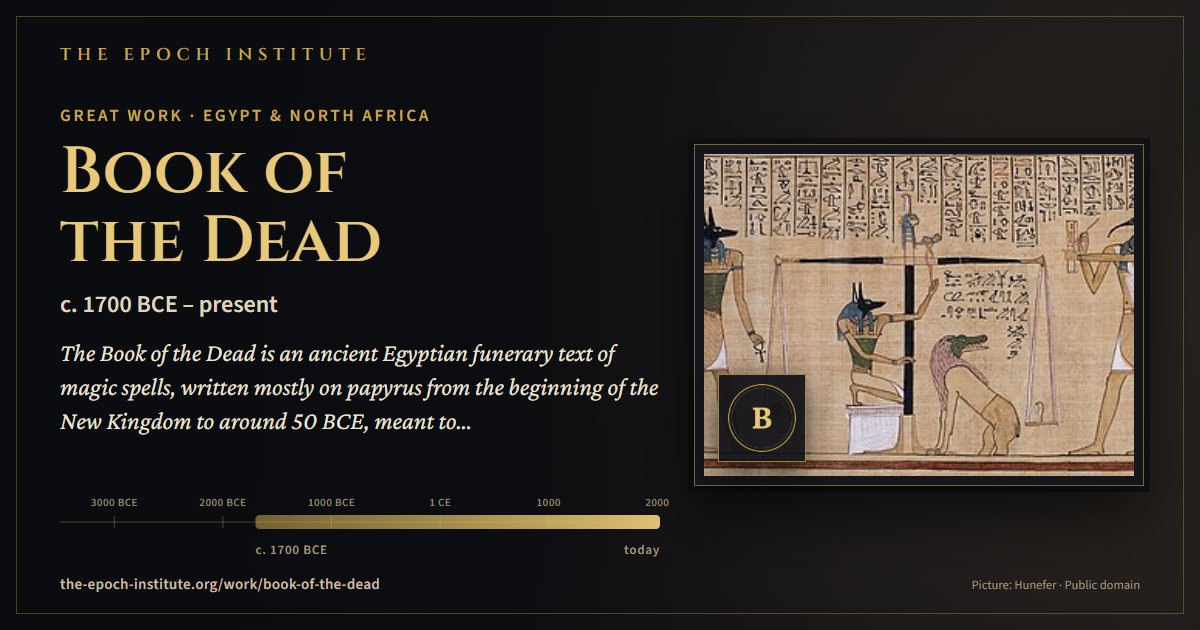 THE EPOCH INSTITUTE
GREAT WORK · EGYPT & NORTH AFRICA
BOOK OF
THE DEAD
c. 1700 BCE – present
The Book of the Dead is an ancient Egyptian funerary text of
magic spells, written mostly on papyrus from the beginning of the
New Kingdom to around 50 BCE, meant to...
B
3000 BCE 2000 BCE 1000 BCE 1 CE 1000 2000
c. 1700 BCE today
the-epoch-institute.org/work/book-of-the-dead
Picture: Hunefer · Public domain